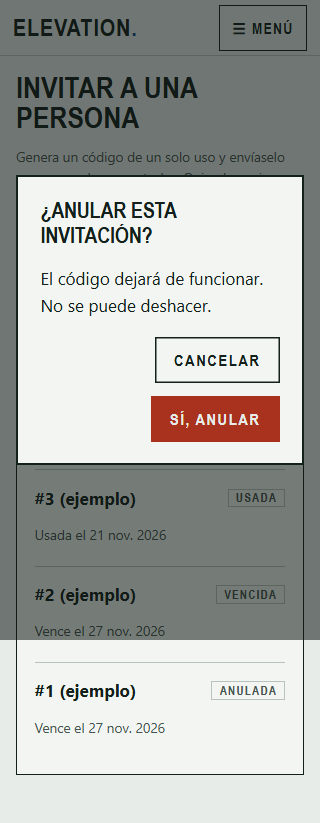 ELEVATION.
☰ MENÚ
INVITAR A UNA
PERSONA
Genera un código de un solo uso y envíaselo
¿ANULAR ESTA
INVITACIÓN?
El código dejará de funcionar.
No se puede deshacer.
CANCELAR
SÍ, ANULAR
#3 (ejemplo)
USADA
Usada el 21 nov. 2026
#2 (ejemplo)
VENCIDA
Vence el 27 nov. 2026
#1 (ejemplo)
ANULADA
Vence el 27 nov. 2026